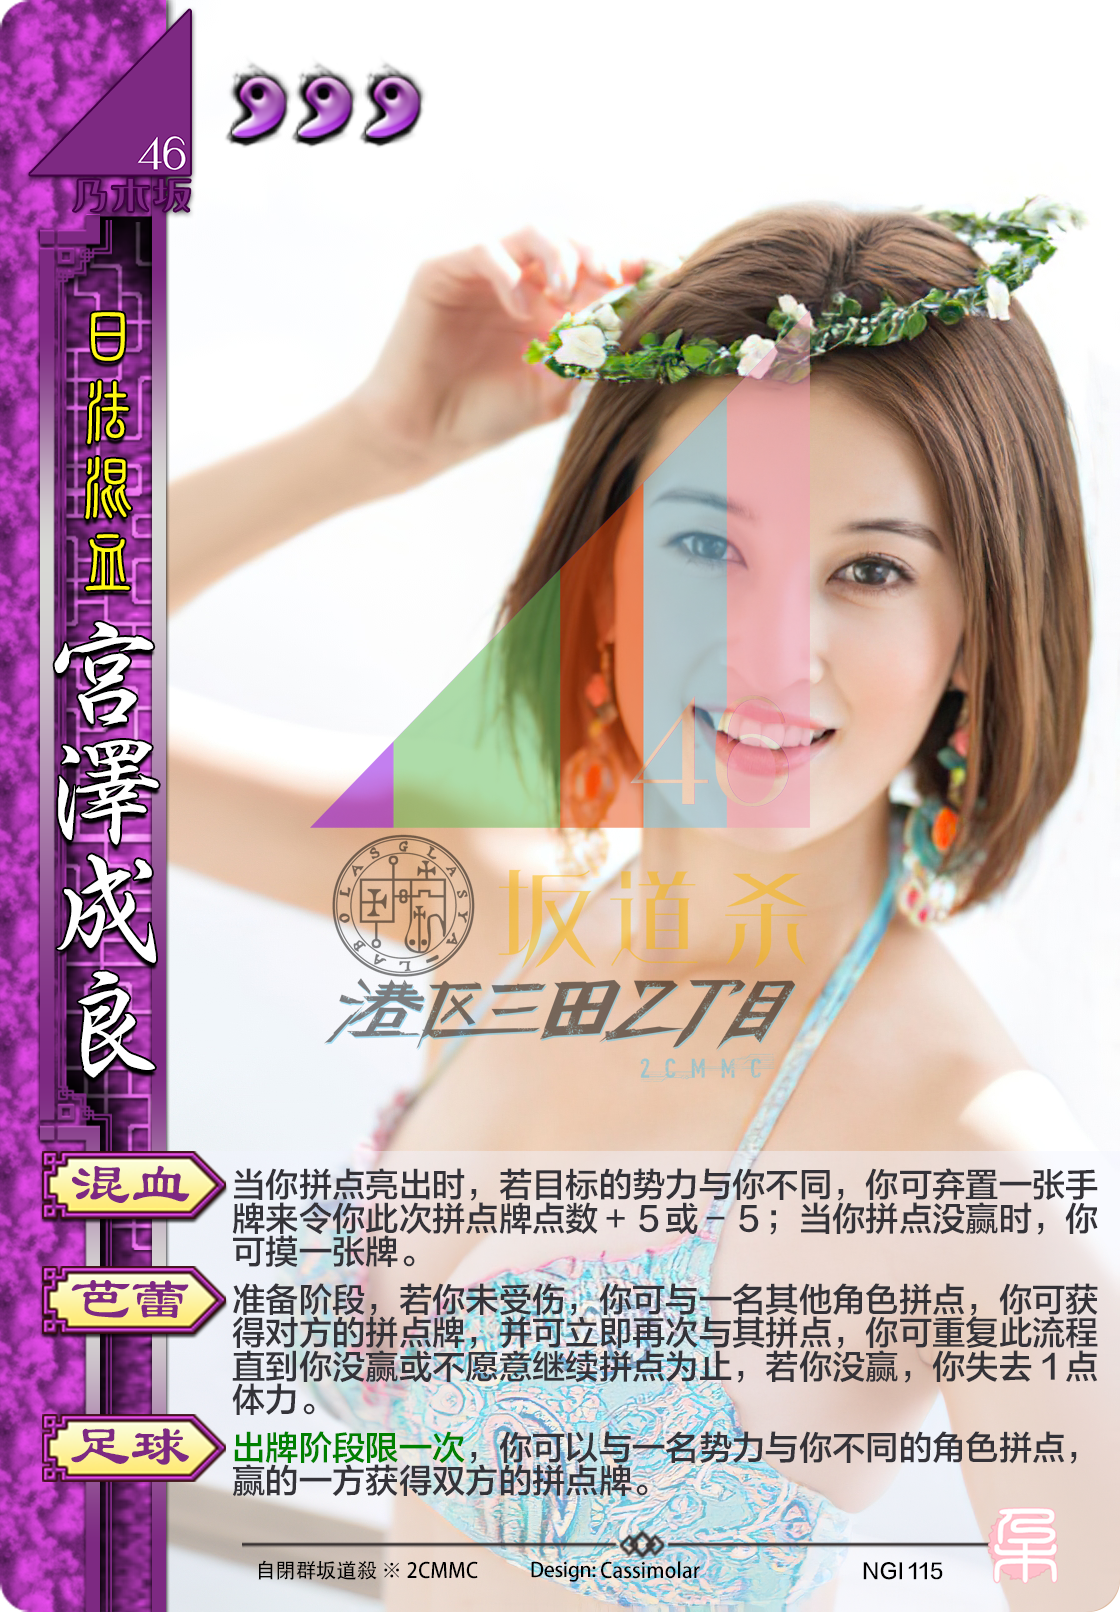 46
乃木坂
日法混血
宮澤成良
46
GLASYA-LABOLAS
坂道杀
港区三田乙丁目
2CMMC
混血
当你拼点亮出时，若目标的势力与你不同，你可弃置一张手
牌来令你此次拼点牌点数＋５或－５；当你拼点没赢时，你
可摸一张牌。
芭蕾
准备阶段，若你未受伤，你可与一名其他角色拼点，你可获
得对方的拼点牌，并可立即再次与其拼点，你可重复此流程
直到你没赢或不愿意继续拼点为止，若你没赢，你失去１点
体力。
足球
出牌阶段限一次，你可以与一名势力与你不同的角色拼点，
赢的一方获得双方的拼点牌。
自閉群坂道殺 ※ 2CMMC
Design: Cassimolar
NGI 115